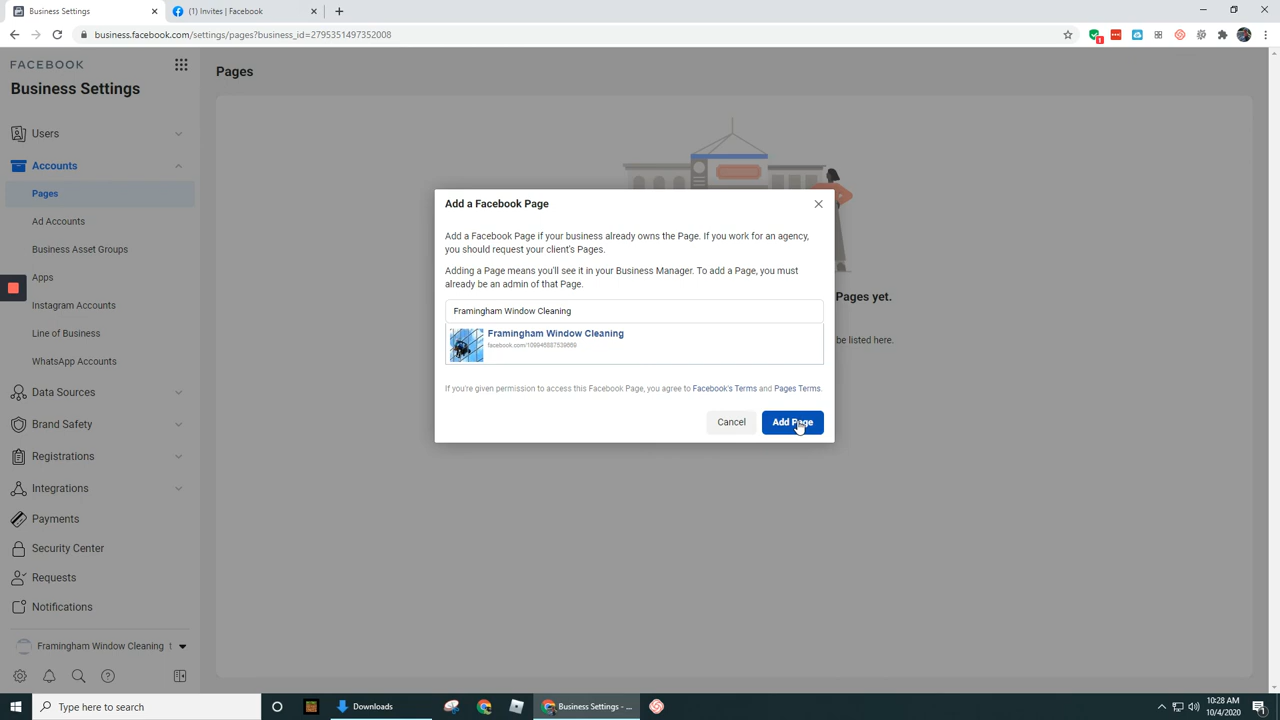 Business Settings
(1) Invites | Facebook
business.facebook.com/settings/pages?business_id=2795351497352008
1
FACEBOOK
Business Settings
Users
Accounts
Pages
Ad Accounts
Business Asset Groups
Apps
Instagram Accounts
Line of Business
WhatsApp Accounts
Data Sources
Brand Safety
Registrations
Integrations
Payments
Security Center
Requests
Notifications
Framingham Window Cleaning 1
Pages
Pages yet.
be listed here.
Add a Facebook Page
Add a Facebook Page if your business already owns the Page. If you work for an agency,
you should request your client's Pages.
Adding a Page means you'll see it in your Business Manager. To add a Page, you must
already be an admin of that Page.
Framingham Window Cleaning
Framingham Window Cleaning
If you're given permission to access this Facebook Page, you agree to Facebook's Terms and Pages Terms.
Cancel
Add Page
Type here to search
Downloads
Business Settings - ...
10:28 AM
10/4/2020
1